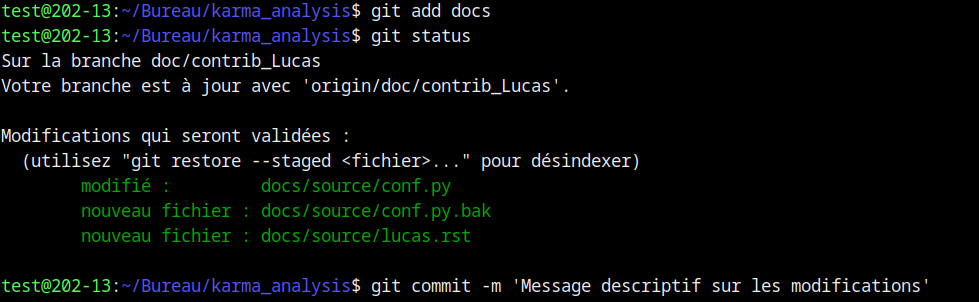 test@202-13:~/Bureau/karma_analysis$ git add docs
test@202-13:~/Bureau/karma_analysis$ git status
Sur la branche doc/contrib_Lucas
Votre branche est à jour avec 'origin/doc/contrib_Lucas'.
Modifications qui seront validées :
  (utilisez "git restore --staged <fichier>..." pour désindexer)
        modifié :         docs/source/conf.py
        nouveau fichier : docs/source/conf.py.bak
        nouveau fichier : docs/source/lucas.rst
test@202-13:~/Bureau/karma_analysis$ git commit -m 'Message descriptif sur les modifications'